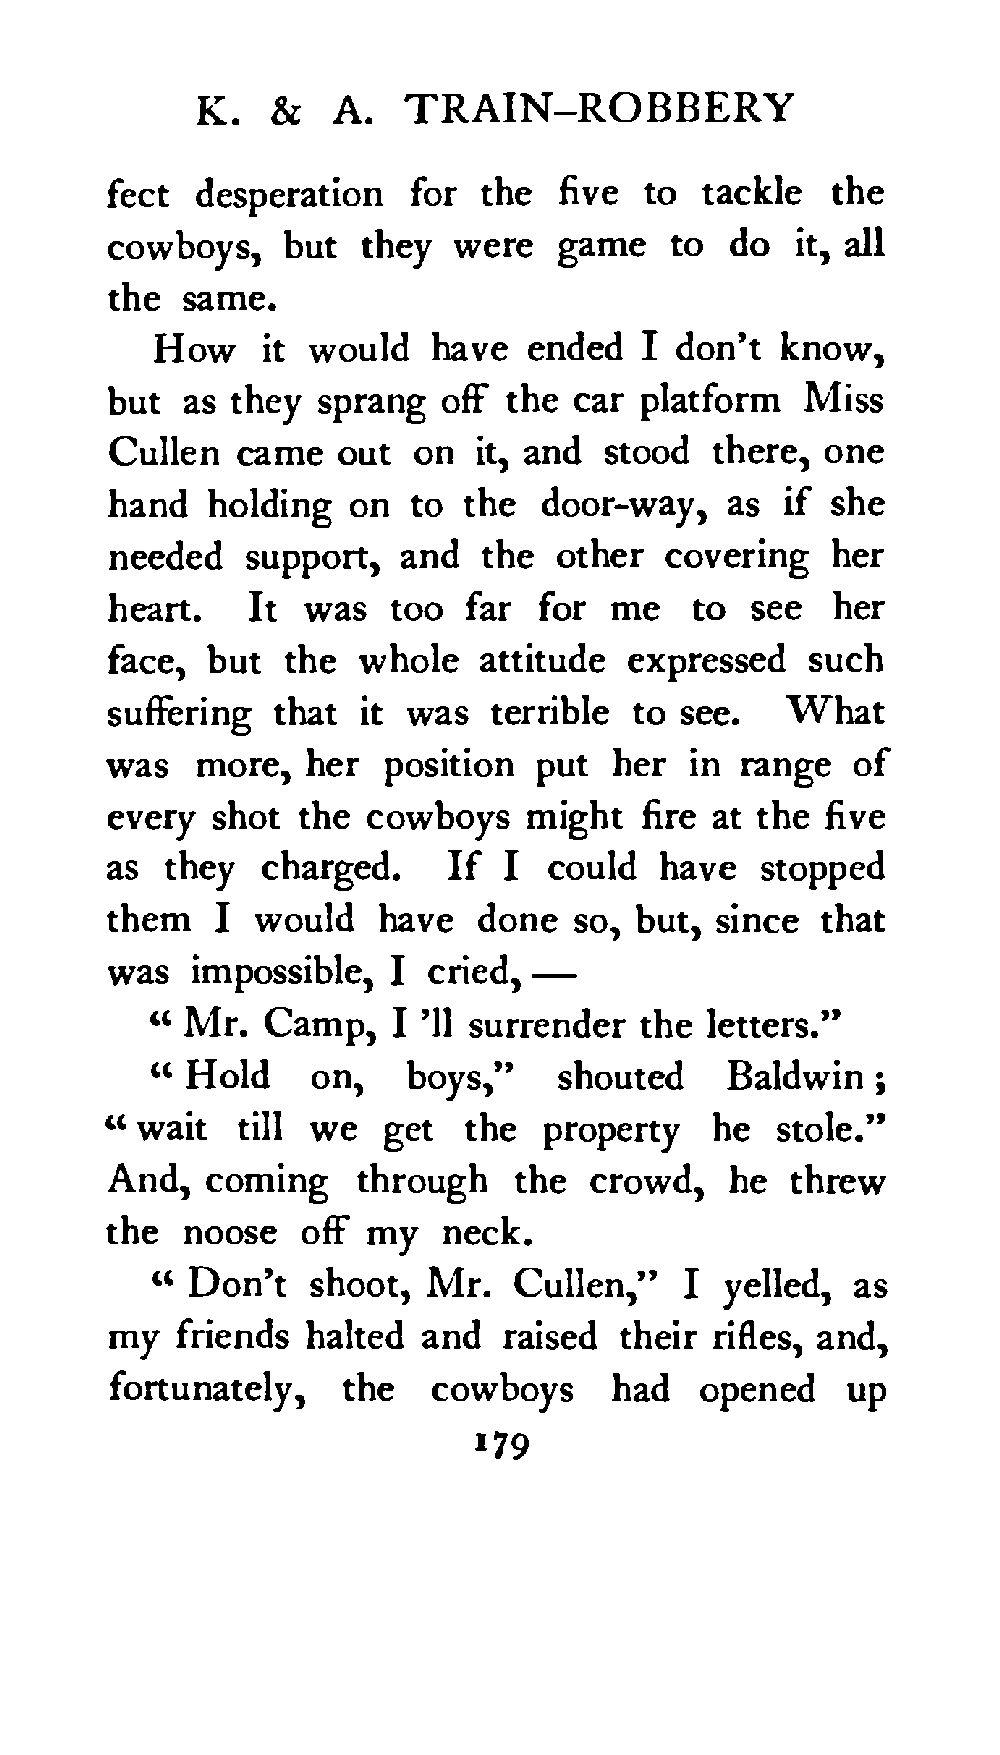 K. & A. TRAIN-ROBBERY
fect desperation for the five to tackle the
cowboys, but they were game to do it, all
the same.
How it would have ended I don't know,
but as they sprang off the car platform Miss
Cullen came out on it, and stood there, one
hand holding on to the door-way, as if she
needed support, and the other covering her
heart. It was too far for me to see her
face, but the whole attitude expressed such
suffering that it was terrible to see. What
was more, her position put her in range of
every shot the cowboys might fire at the five
as they charged. If I could have stopped
them I would have done so, but, since that
was impossible, I cried, —
“ Mr. Camp, I ’ll surrender the letters.”
“ Hold on, boys,” shouted Baldwin ;
“ wait till we get the property he stole.”
And, coming through the crowd, he threw
the noose off my neck.
“ Don't shoot, Mr. Cullen,” I yelled, as
my friends halted and raised their rifles, and,
fortunately, the cowboys had opened up
179